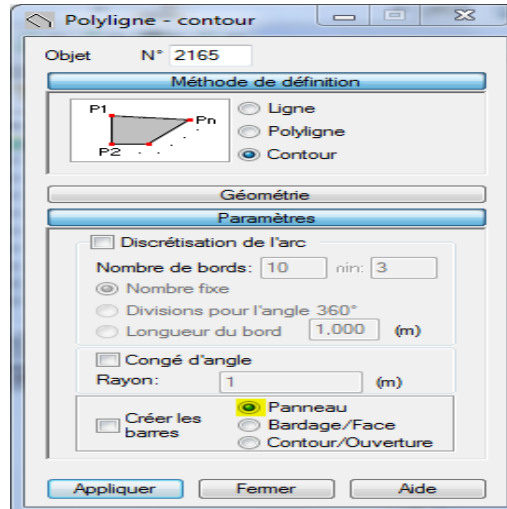 Polyligne - contour
Objet N° 2165
Méthode de définition
P1
Pn
P2 . . .
Ligne
Polyligne
Contour
Géométrie
Paramètres
Discrétisation de l'arc
Nombre de bords: 10 nin: 3
Nombre fixe
Divisions pour l'angle 360°
Longueur du bord 1,000 (m)
Congé d'angle
Rayon: 1 (m)
Créer les barres
Panneau
Bardage/Face
Contour/Ouverture
Appliquer Fermer Aide